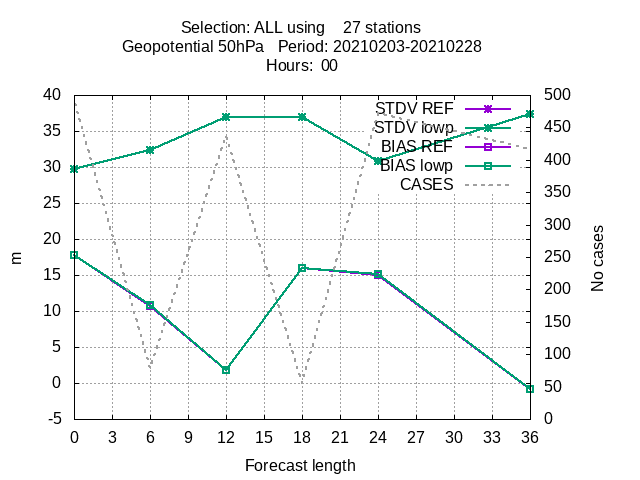 Selection: ALL using    27 stations
Geopotential 50hPa   Period: 20210203-20210228
Hours:  00
40
35
30
25
20
15
10
5
0
-5
m
500
450
400
350
300
250
200
150
100
50
0
No cases
STDV REF
STDV lowp
BIAS REF
BIAS lowp
CASES
0 3 6 9 12 15 18 21 24 27 30 33 36
Forecast length